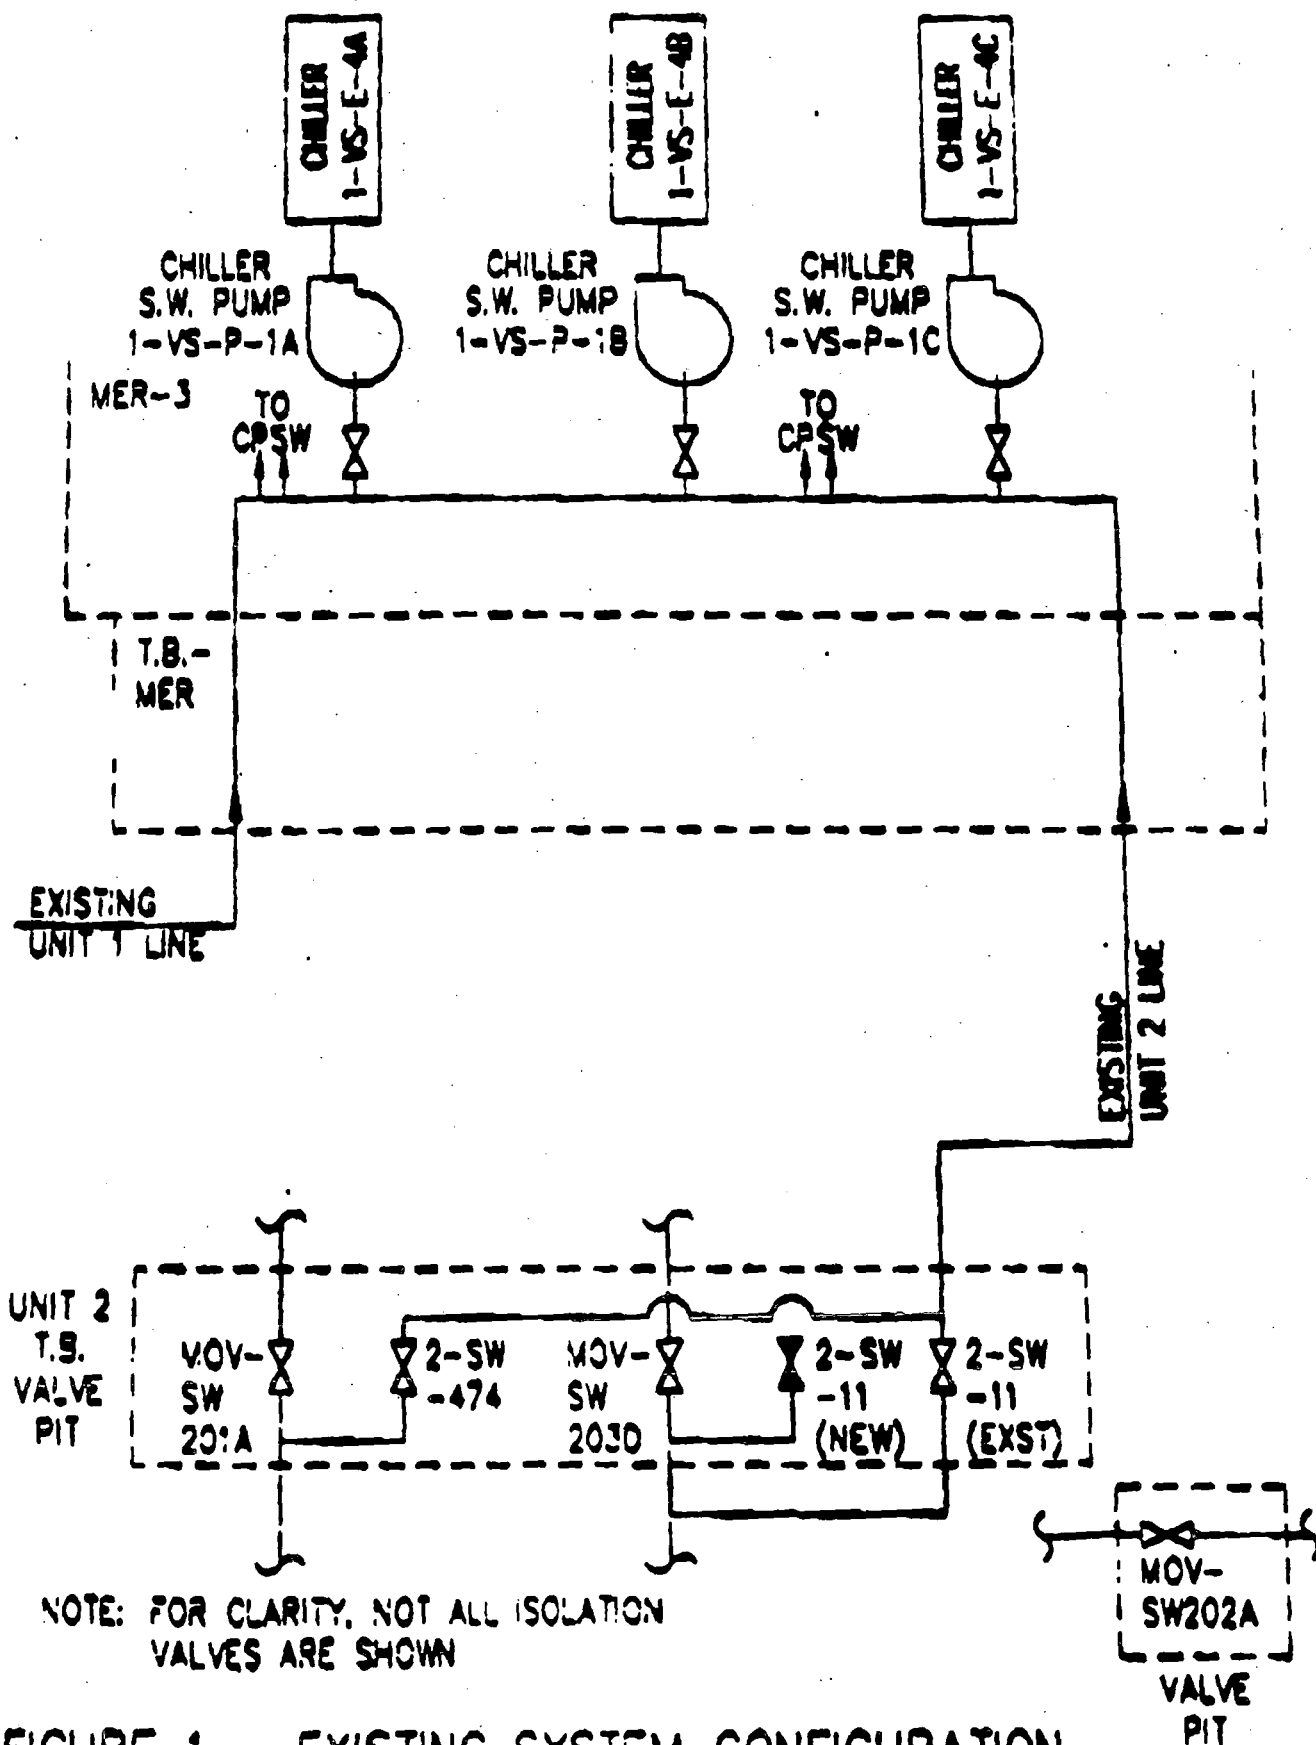 CHILLER
1-VS-E-4A
CHILLER
1-VS-E-4B
CHILLER
1-VS-E-4C
CHILLER
S.W. PUMP
1-VS-P-1A
CHILLER
S.W. PUMP
1-VS-P-1B
CHILLER
S.W. PUMP
1-VS-P-1C
MER-3
TO
CPSW
TO
CPSW
T.B.-
MER
EXISTING
UNIT 1 LINE
EXISTING
UNIT 2 LINE
UNIT 2
T.B.
VALVE
PIT
MOV-
SW
201A
2-SW
-474
MOV-
SW
203D
2-SW
-11
(NEW)
2-SW
-11
(EXST)
MOV-
SW202A
VALVE
PIT
NOTE: FOR CLARITY, NOT ALL ISOLATION
VALVES ARE SHOWN
FIGURE 1 EXISTING SYSTEM CONFIGURATION